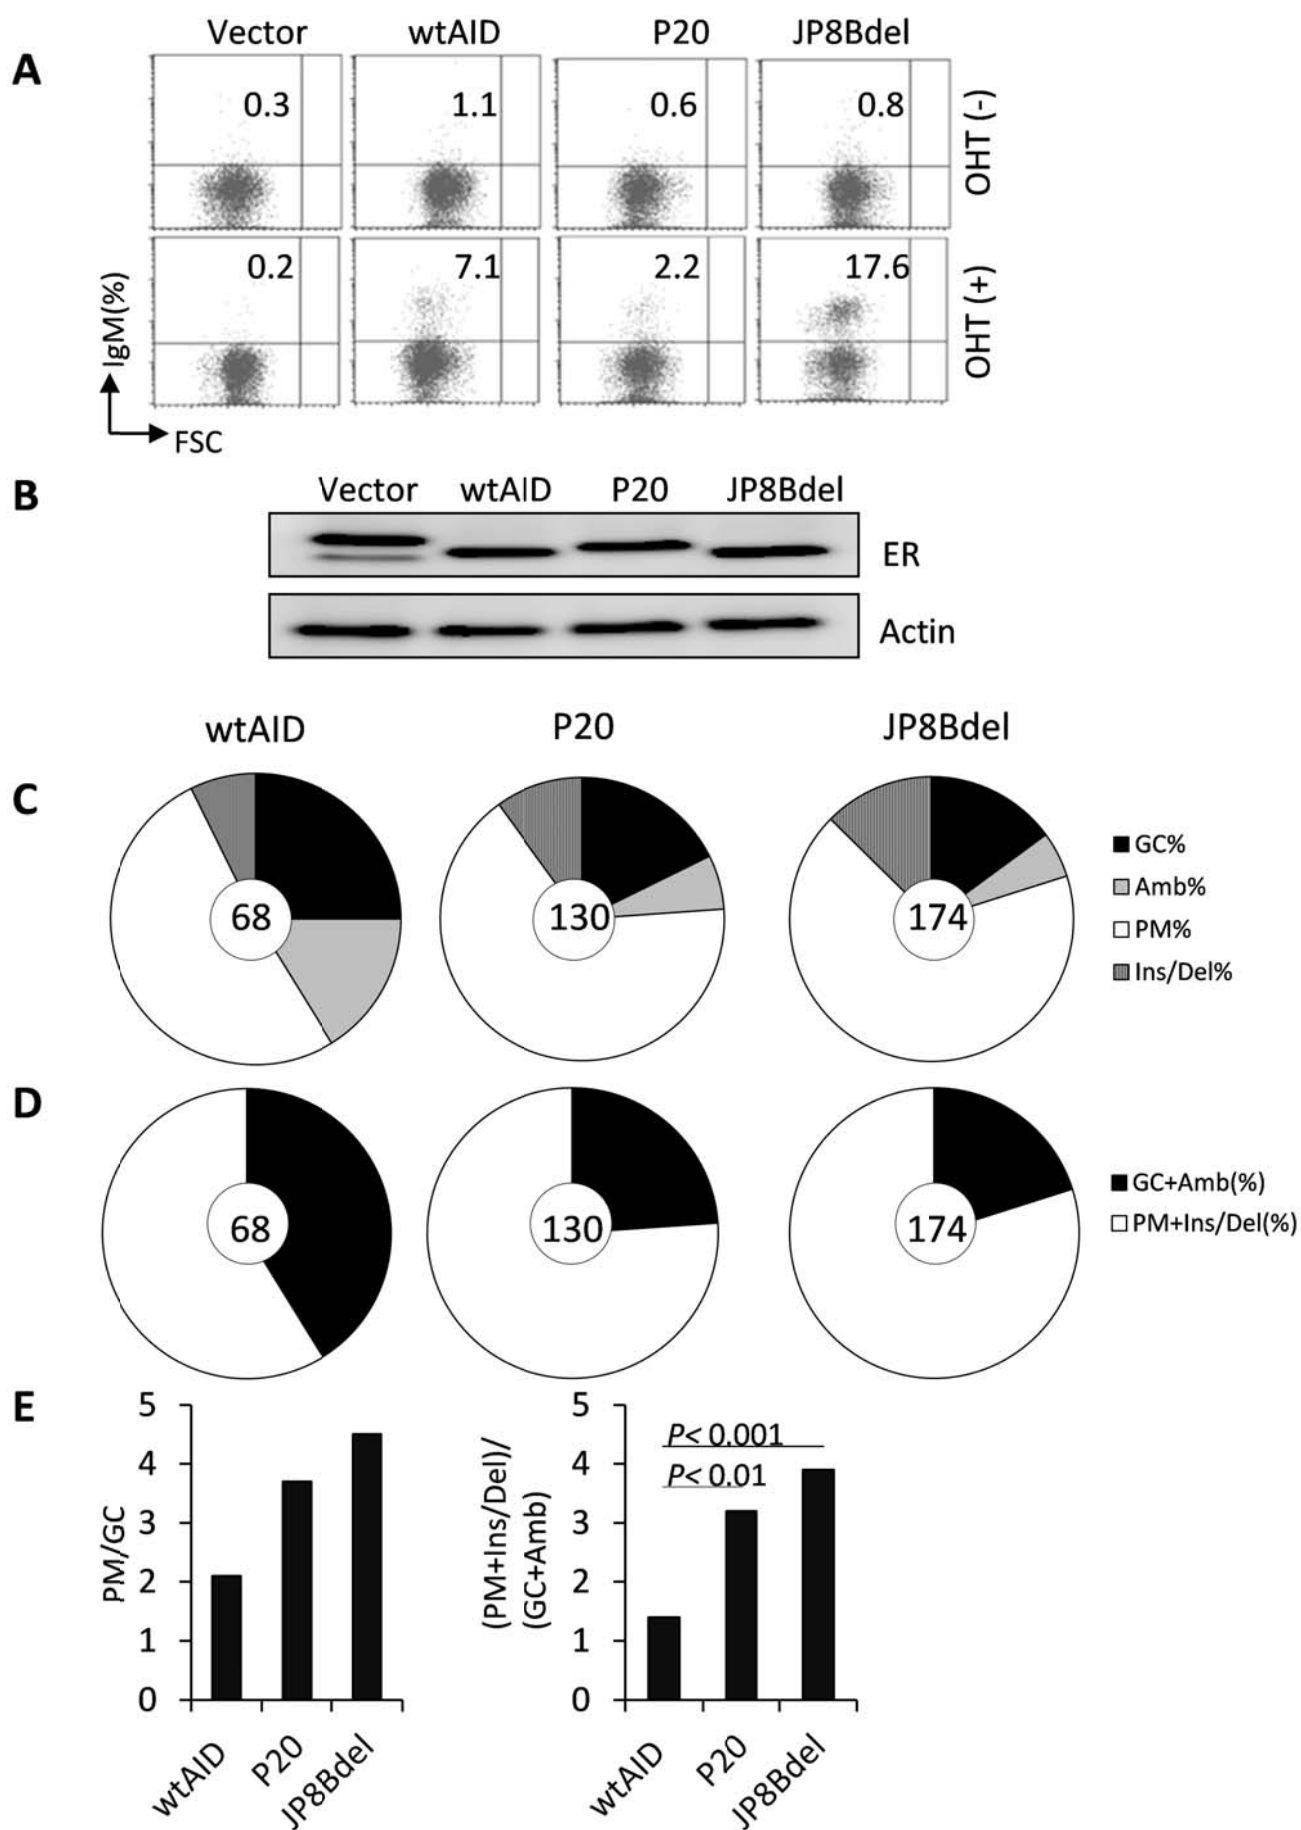 A
Vector wtAID P20 JP8Bdel
0.3 1.1 0.6 0.8
OHT (-)
0.2 7.1 2.2 17.6
OHT (+)
IgM(%)
FSC
B
Vector wtAID P20 JP8Bdel
ER
Actin
C
wtAID P20 JP8Bdel
68 130 174
GC%
Amb%
PM%
Ins/Del%
D
68 130 174
GC+Amb(%)
PM+Ins/Del(%)
E
PM/GC
5
4
3
2
1
0
wtAID
P20
JP8Bdel
(PM+Ins/Del)/
(GC+Amb)
5
4
3
2
1
0
P< 0.001
P< 0.01
wtAID
P20
JP8Bdel